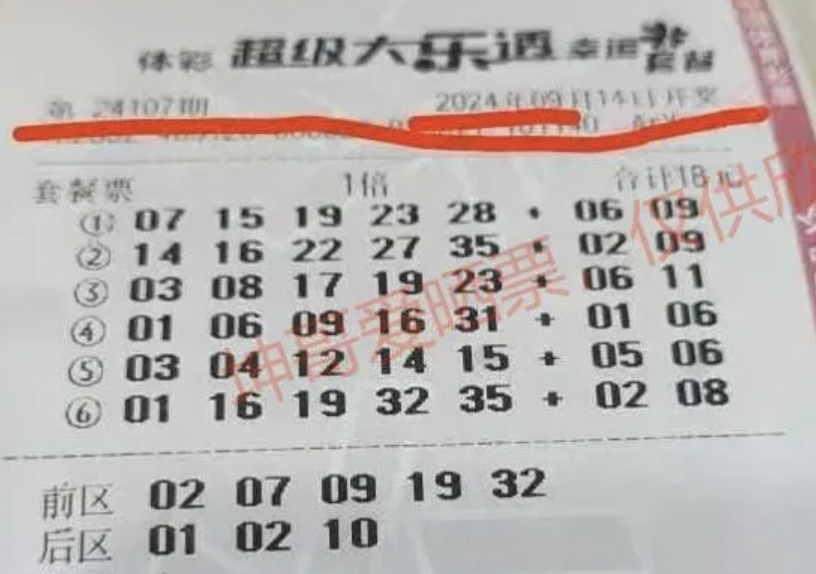 体彩 超级大乐透 幸运 套餐
第 24107期 2024年09月14日开奖
套餐票 1倍 合计18元
① 07 15 19 23 28 + 06 09
② 14 16 22 27 35 + 02 09
③ 03 08 17 19 23 + 06 11
④ 01 06 09 16 31 + 01 06
⑤ 03 04 12 14 15 + 05 06
⑥ 01 16 19 32 35 + 02 08
坤哥爱晒票,仅供欣
前区 02 07 09 19 32
后区 01 02 10